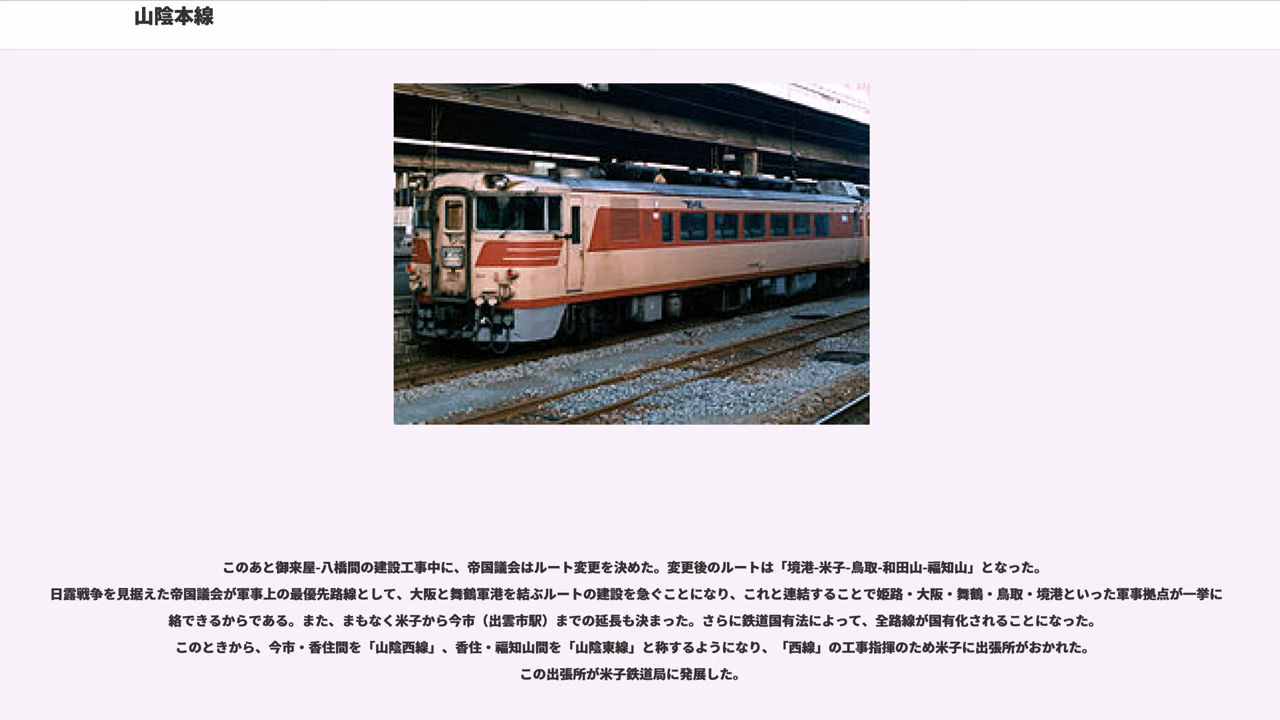 山陰本線
このあと御来屋-八橋間の建設工事中に、帝国議会はルート変更を決めた。変更後のルートは「境港-米子-鳥取-和田山-福知山」となった。
日露戦争を見据えた帝国議会が軍事上の最優先路線として、大阪と舞鶴軍港を結ぶルートの建設を急ぐことになり、これと連結することで姫路・大阪・舞鶴・鳥取・境港といった軍事拠点が一挙に
絡できるからである。また、まもなく米子から今市（出雲市駅）までの延長も決まった。さらに鉄道国有法によって、全路線が国有化されることになった。
このときから、今市・香住間を「山陰西線」、香住・福知山間を「山陰東線」と称するようになり、「西線」の工事指揮のため米子に出張所がおかれた。
この出張所が米子鉄道局に発展した。